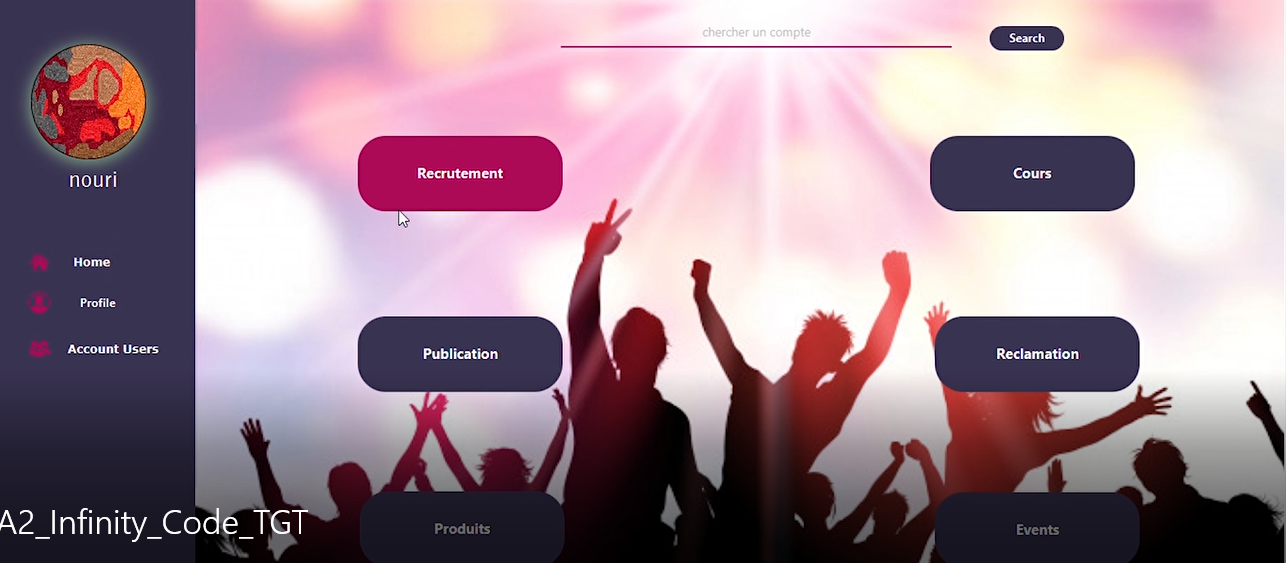 chercher un compte
Search
nouri
Home
Profile
Account Users
Recrutement
Cours
Publication
Reclamation
Produits
Events
A2_Infinity_Code_TGT